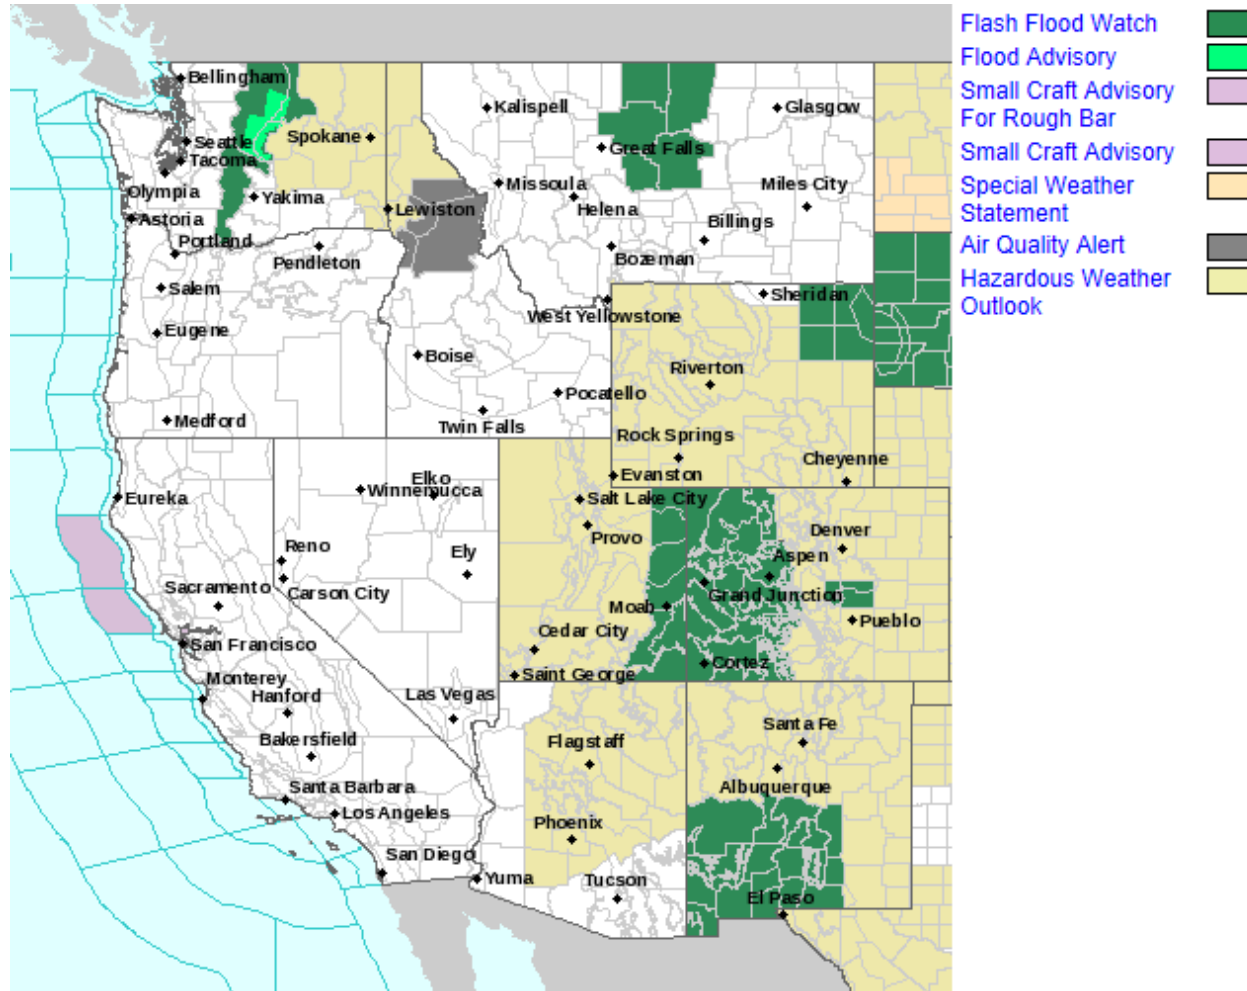 Flash Flood Watch
Flood Advisory
Small Craft Advisory
For Rough Bar
Small Craft Advisory
Special Weather
Statement
Air Quality Alert
Hazardous Weather
Outlook
Bellingham
Kalispell
Glasgow
Spokane
Seattle
Great Falls
Tacoma
Olympia
Yakima
Missoula
Miles City
Lewiston
Helena
Astoria
Billings
Portland
Pendleton
Bozeman
Salem
Sheridan
West Yellowstone
Eugene
Boise
Riverton
Pocatello
Medford
Twin Falls
Rock Springs
Cheyenne
Elko
Evanston
Winnemucca
Eureka
Salt Lake City
Provo
Denver
Reno
Ely
Aspen
Sacramento
Carson City
Grand Junction
Moab
Pueblo
Cedar City
San Francisco
Cortez
Saint George
Monterey
Hanford
Las Vegas
Santa Fe
Bakersfield
Flagstaff
Albuquerque
Santa Barbara
Los Angeles
Phoenix
San Diego
Yuma
Tucson
El Paso